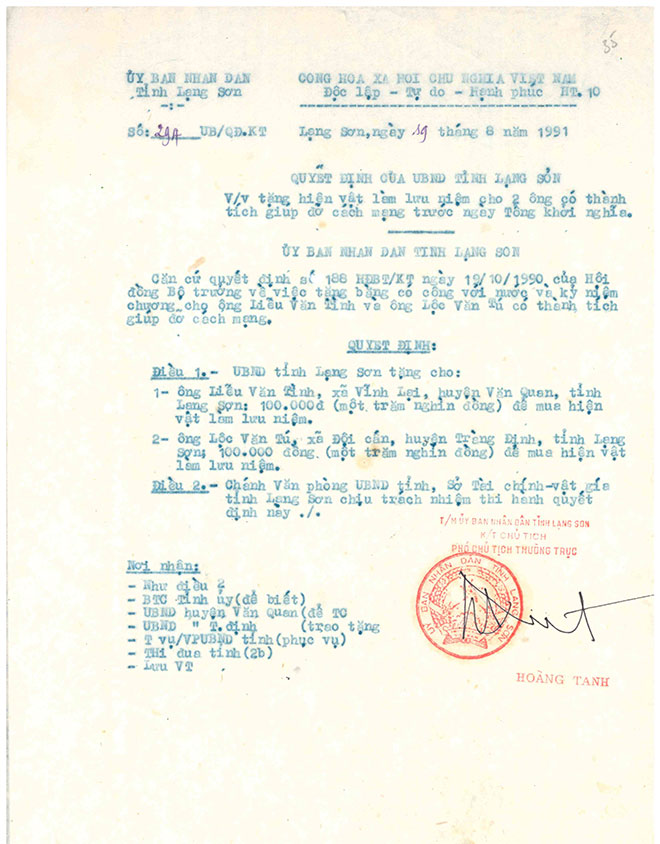 35
ỦY BAN NHAN DAN
Tỉnh Lạng Sơn
-:-
CONG HOA XA HOI CHU NGHIA VIỆT NAM
Độc lập - Tự do - Hạnh phúc HT.10
Số: UB/QĐ.KT
Lạng Sơn, ngày 19 tháng 8 năm 1991
QUYẾT ĐỊNH CỦA UBND TỈNH LẠNG SƠN
V/v tặng hiện vật làm lưu niệm cho 2 ông có thành
tích giúp đỡ cách mạng trước ngày Tổng khởi nghĩa.
ỦY BAN NHAN DAN TINH LẠNG SƠN
Căn cứ quyết định số 188 HĐBT/KT ngày 19/10/1990 của Hội
đồng Bộ trưởng về việc tặng bằng có công với nước và kỷ niệm
chương cho ông Liễu Văn Tình và ông Lộc Văn Tú có thành tích
giúp đỡ cách mạng.
QUYẾT ĐỊNH:
Điều 1.- UBND tỉnh Lạng Sơn tặng cho:
1- ông Liễu Văn Tình, xã Vĩnh Lại, huyện Văn Quan, tỉnh
Lạng Sơn: 100.000đ (một trăm nghìn đồng) để mua hiện
vật làm lưu niệm.
2- ông Lộc Văn Tú, xã Đội cấn, huyện Tràng Định, tỉnh Lạng
Sơn; 100.000 đồng (một trăm nghìn đồng) để mua hiện vật
làm lưu niệm.
Điều 2.- Chánh Văn phòng UBND tỉnh, Sở Tài chính-vật giá
tỉnh Lạng Sơn chịu trách nhiệm thi hành quyết
định này ./.
T/M ỦY BAN NHÂN DÂN TỈNH LẠNG SƠN
K/T CHỦ TỊCH
PHÓ CHỦ TỊCH THƯỜNG TRỰC
ỦY BAN NHÂN DÂN TỈNH LẠNG SƠN
HOÀNG TANH
Nơi nhận:
- Như điều 2
- BTC Tỉnh ủy (để biết)
- UBND huyện Văn Quan (để TC
- UBND " T.định (trao tặng
- T vụ/VPUBND tỉnh (phục vụ)
- THi đua tỉnh (2b)
- Lưu VT